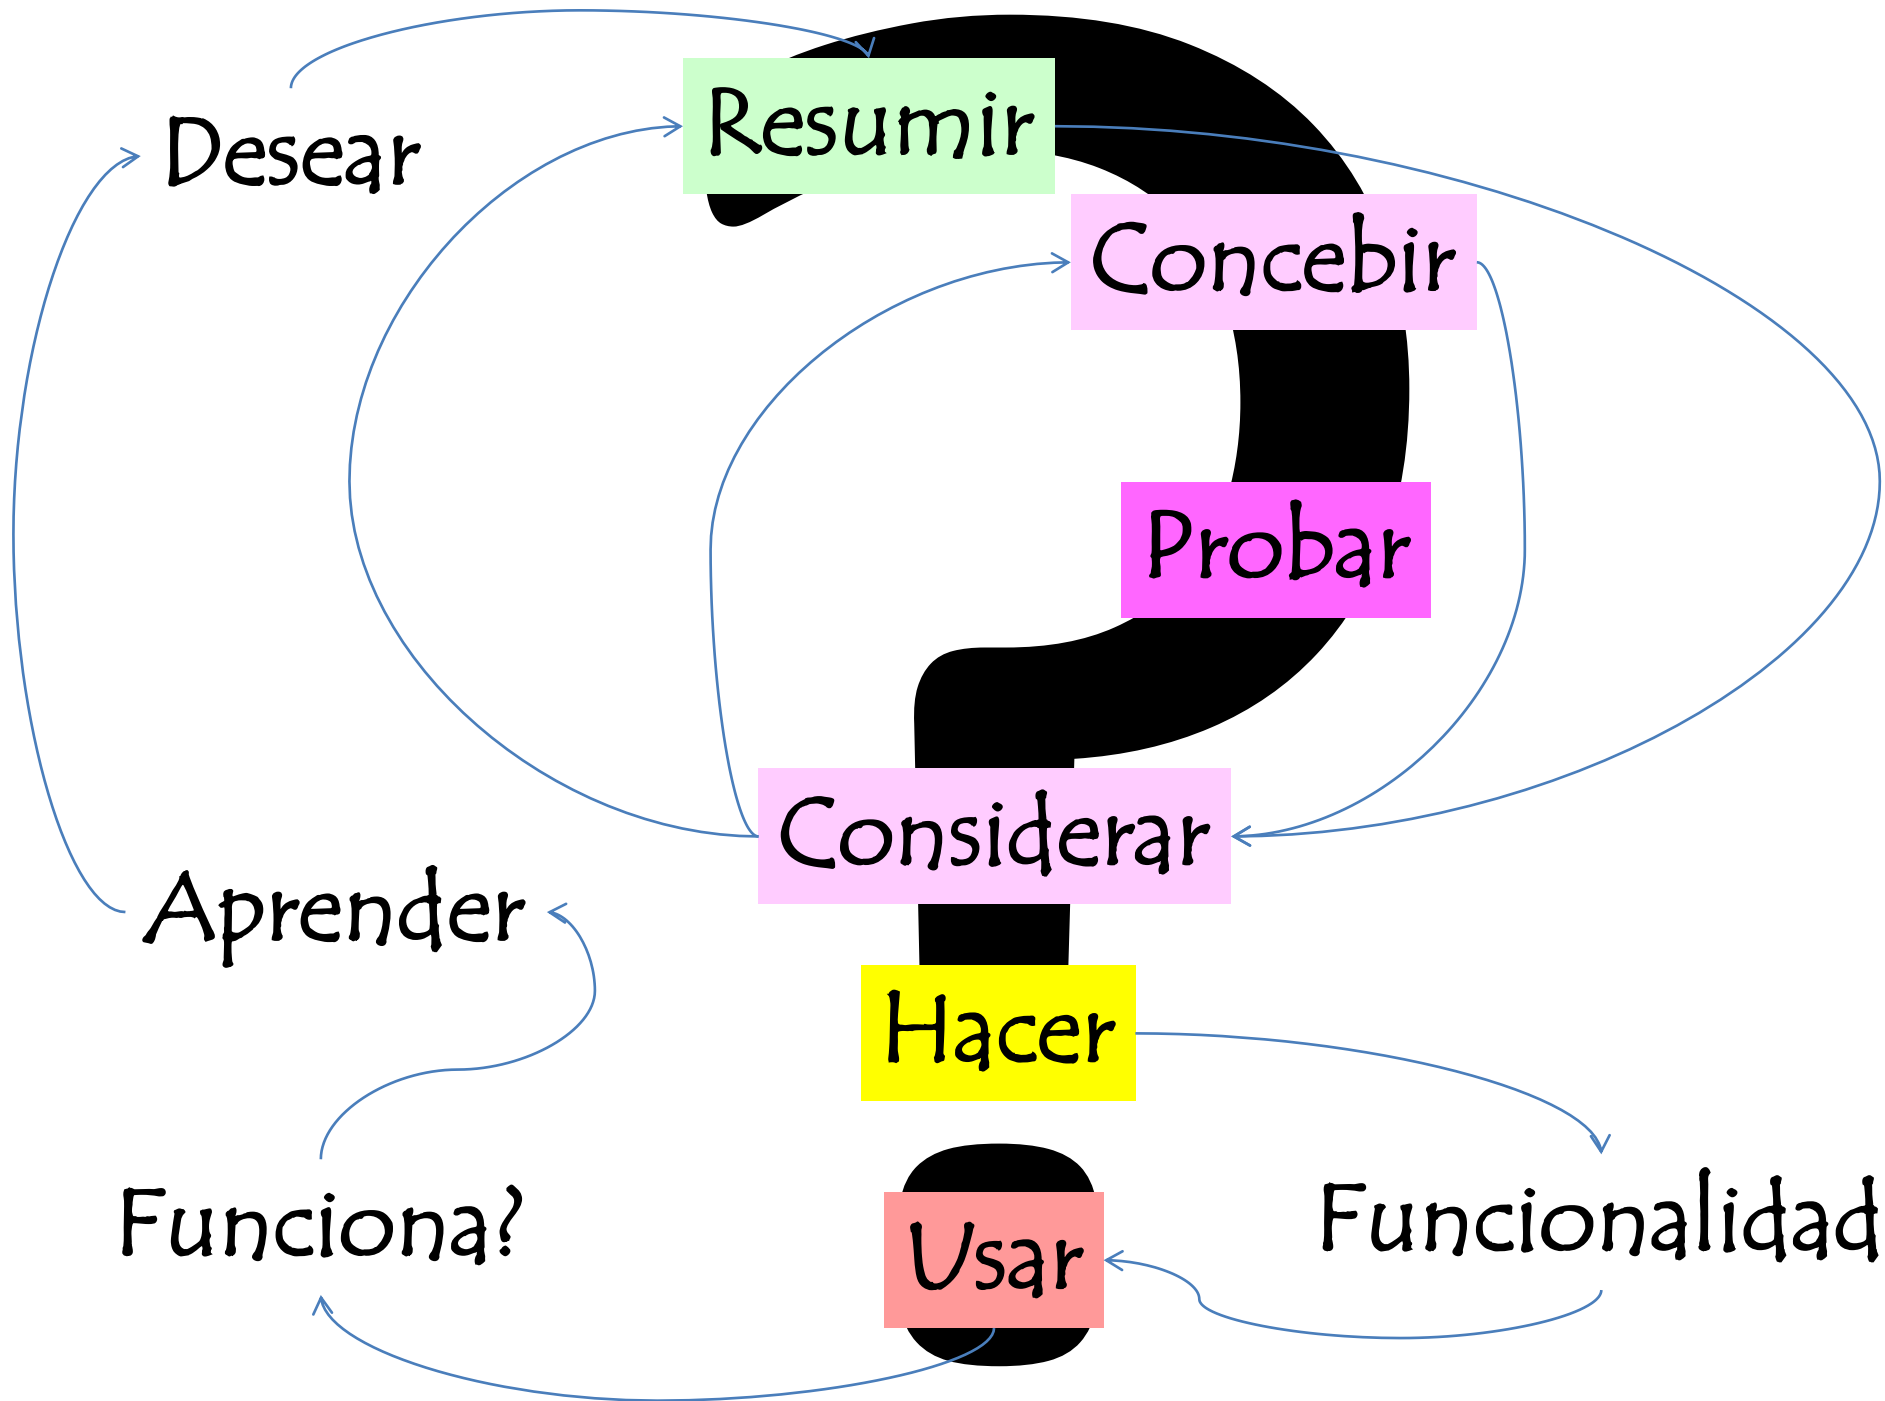 Resumir
Desear
Concebir
Probar
Considerar
Aprender
Hacer
Funciona?
Funcionalidad
Usar